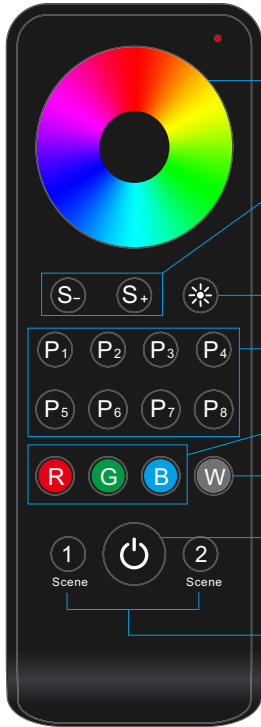 S- S+
P1 P2 P3 P4
P5 P6 P7 P8
R G B W
1 2
Scene Scene